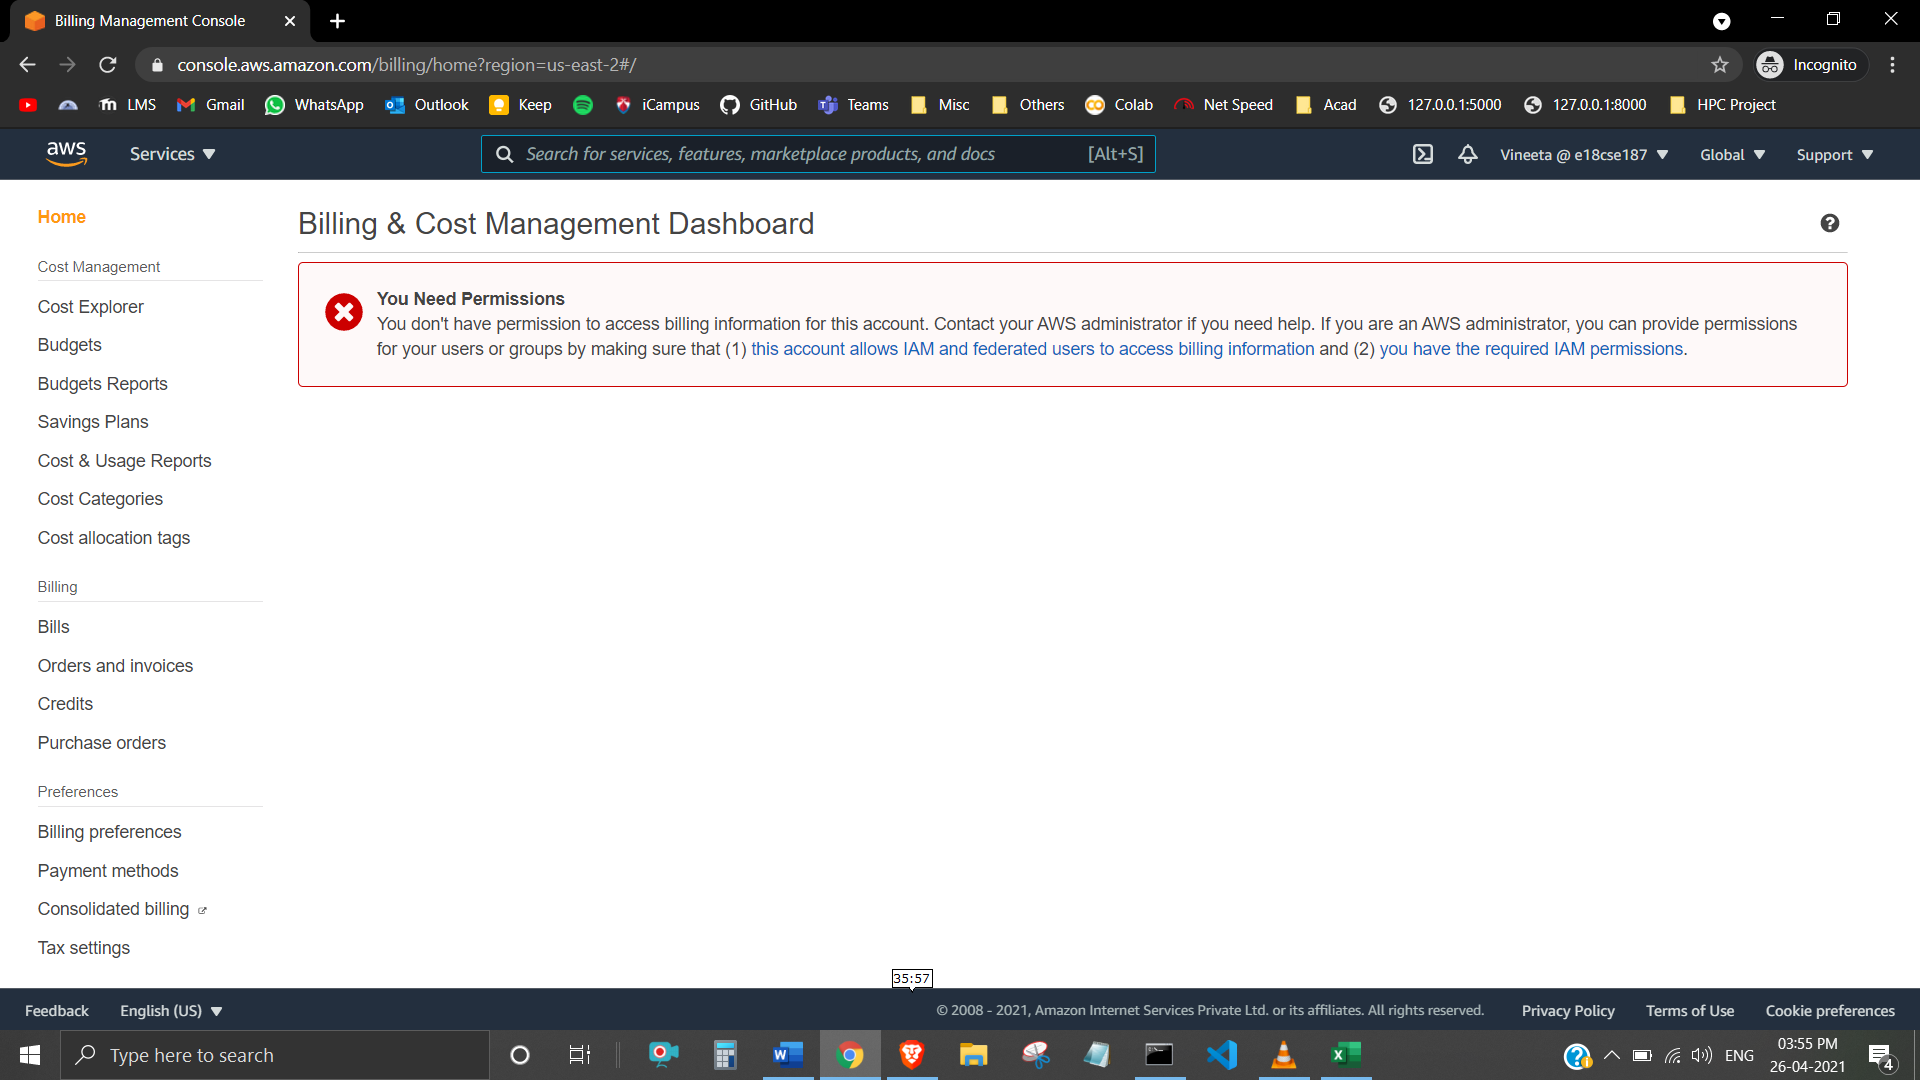 Billing Management Console
console.aws.amazon.com/billing/home?region=us-east-2#/
Incognito
LMS Gmail WhatsApp Outlook Keep iCampus GitHub Teams Misc Others Colab Net Speed Acad 127.0.0.1:5000 127.0.0.1:8000 HPC Project
aws Services Search for services, features, marketplace products, and docs [Alt+S] Vineeta @ e18cse187 Global Support
Home
Cost Management
Cost Explorer
Budgets
Budgets Reports
Savings Plans
Cost & Usage Reports
Cost Categories
Cost allocation tags
Billing
Bills
Orders and invoices
Credits
Purchase orders
Preferences
Billing preferences
Payment methods
Consolidated billing
Tax settings
Billing & Cost Management Dashboard
You Need Permissions
You don't have permission to access billing information for this account. Contact your AWS administrator if you need help. If you are an AWS administrator, you can provide permissions
for your users or groups by making sure that (1) this account allows IAM and federated users to access billing information and (2) you have the required IAM permissions.
35:57
Feedback English (US) © 2008 - 2021, Amazon Internet Services Private Ltd. or its affiliates. All rights reserved. Privacy Policy Terms of Use Cookie preferences
Type here to search
ENG
03:55 PM
26-04-2021
4